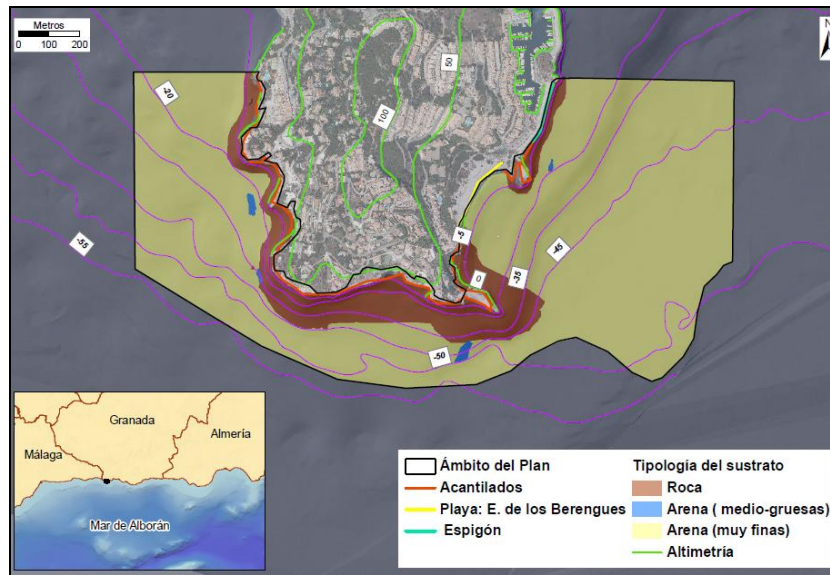 Metros
0 100 200
N
-20
50
100
-5
0
-35
-45
-55
-50
Granada
Almería
Málaga
Mar de Alborán
Ámbito del Plan
Acantilados
Playa: E. de los Berengues
Espigón
Tipología del sustrato
Roca
Arena ( medio-gruesas)
Arena (muy finas)
Altimetría